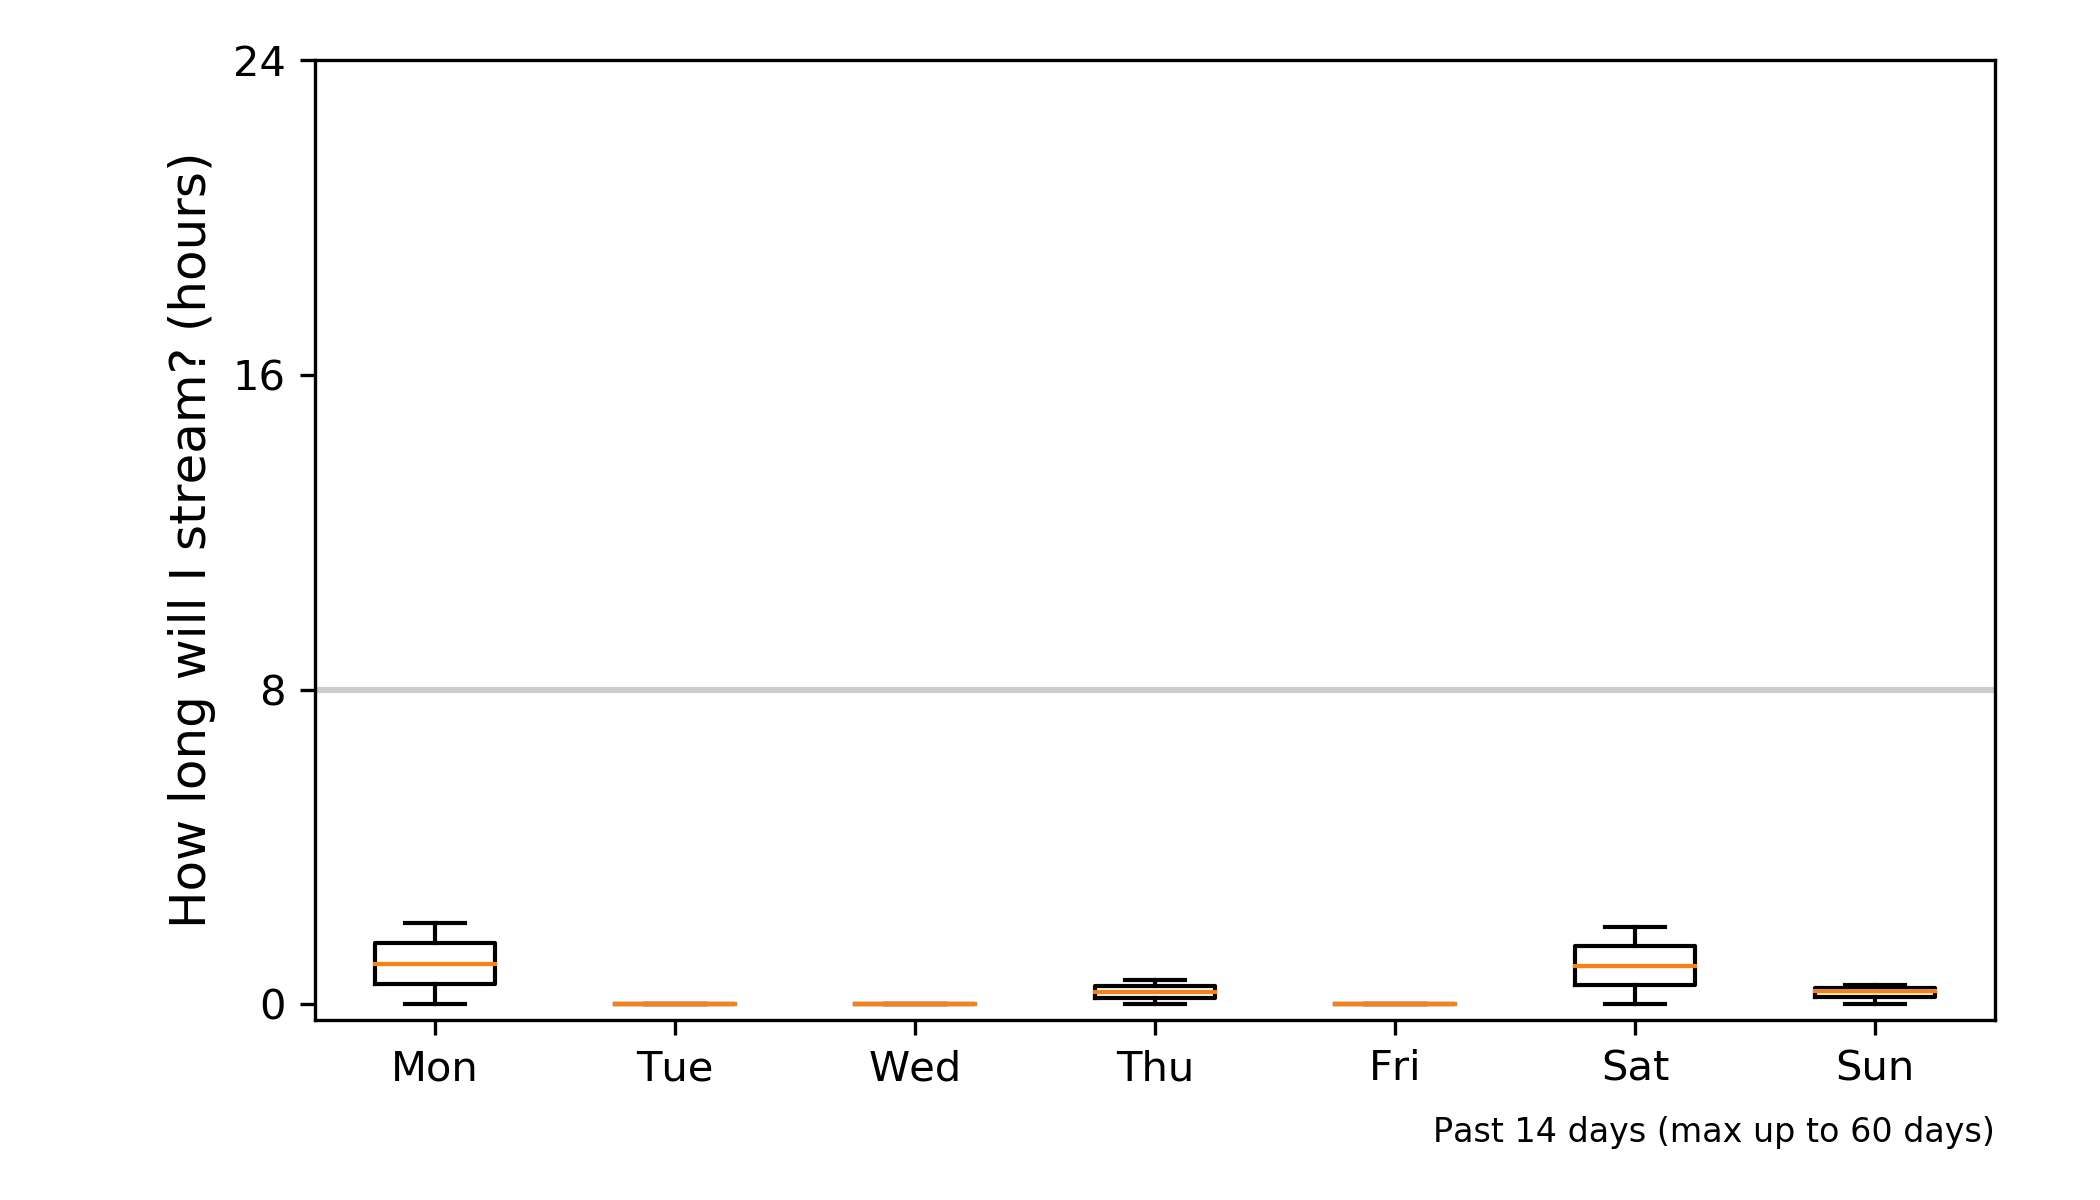 How long will I stream? (hours)
24
16
8
0
Mon Tue Wed Thu Fri Sat Sun
Past 14 days (max up to 60 days)